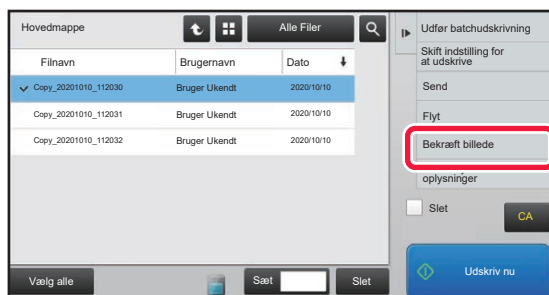 Hovedmappe
Alle Filer
Filnavn Brugernavn Dato
Copy_20201010_112030 Bruger Ukendt 2020/10/10
Copy_20201010_112031 Bruger Ukendt 2020/10/10
Copy_20201010_112032 Bruger Ukendt 2020/10/10
Vælg alle
Sæt
Slet
Udfør batchudskrivning
Skift indstilling for
at udskrive
Send
Flyt
Bekræft billede
oplysninger
Slet
CA
Udskriv nu